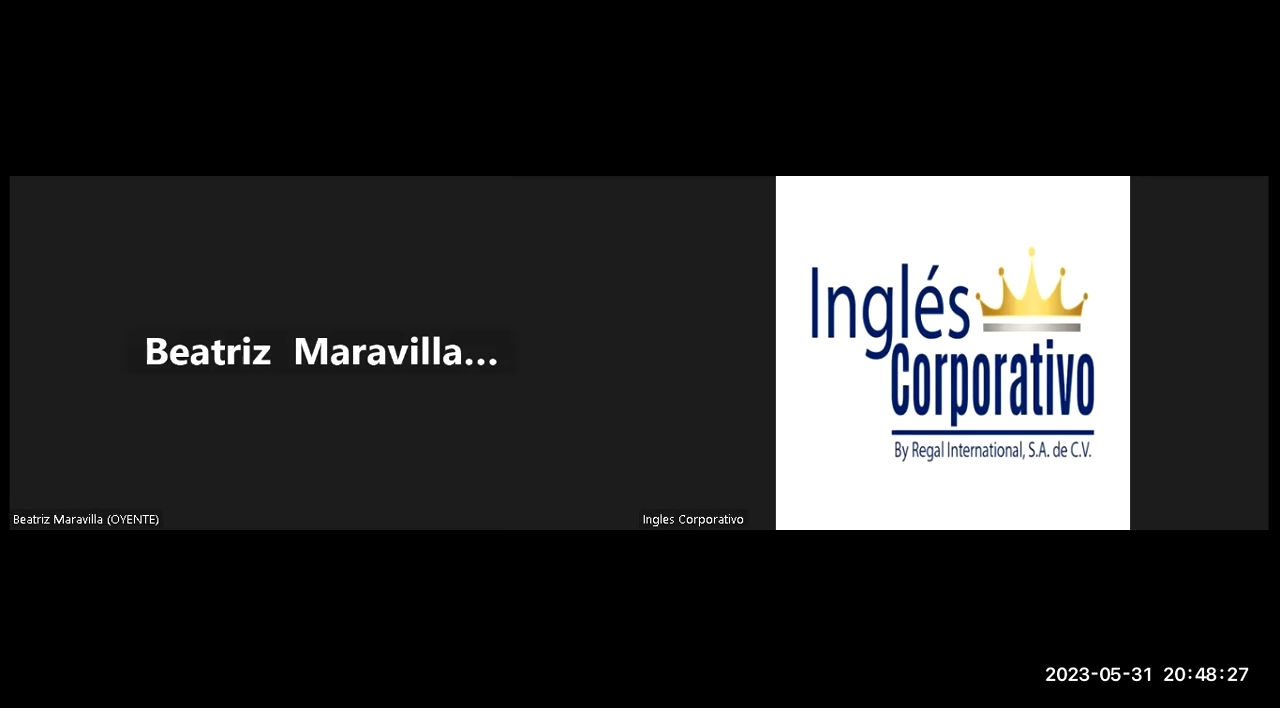 Beatriz Maravilla...
Beatriz Maravilla (OYENTE)
Inglés
Corporativo
By Regal International, S.A. de C.V.
Ingles Corporativo
2023-05-31 20:48:27